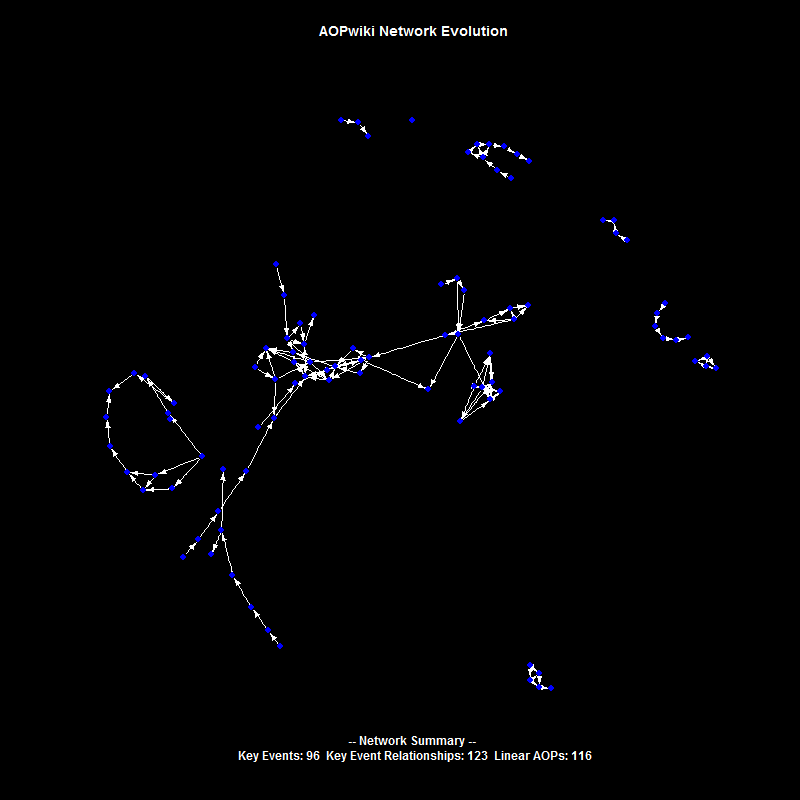 AOPwiki Network Evolution
-- Network Summary --
Key Events: 96 Key Event Relationships: 123 Linear AOPs: 116